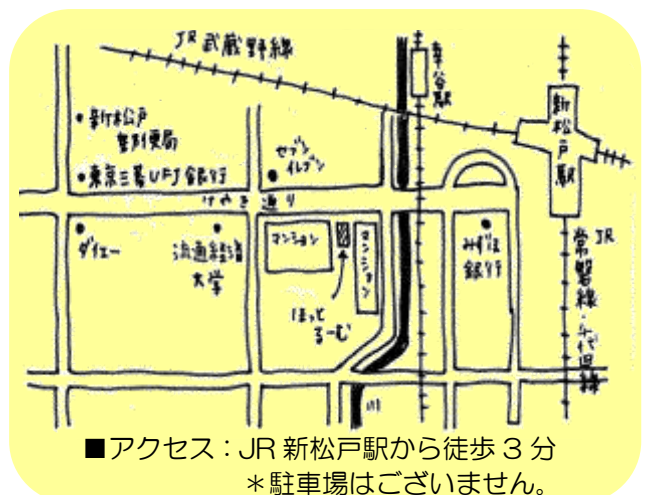 JR武蔵野線
幸谷駅
新松戸駅
新松戸
郵便局
東京三菱UFJ銀行
セブン
イレブン
けやき通り
ダイエー
流通経済
大学
マンション
マンション
ほっと
るーむ
みずほ
銀行
JR
常磐線・千代田線
川
■アクセス：JR 新松戸駅から徒歩 3 分
＊駐車場はございません。